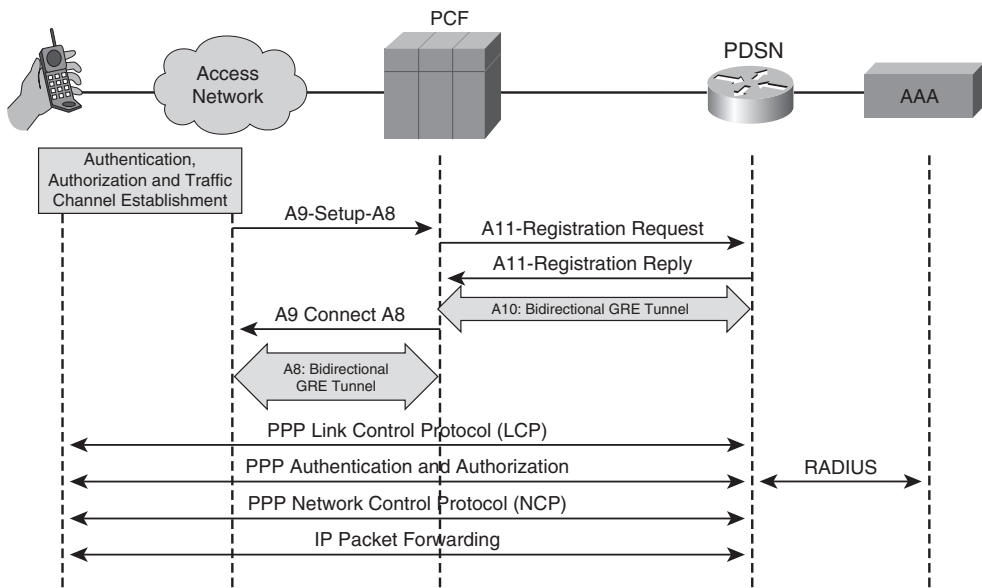 PCF
PDSN
Access
Network
AAA
Authentication,
Authorization and Traffic
Channel Establishment
A9-Setup-A8
A11-Registration Request
A11-Registration Reply
A10: Bidirectional GRE Tunnel
A9 Connect A8
A8: Bidirectional
GRE Tunnel
PPP Link Control Protocol (LCP)
PPP Authentication and Authorization
RADIUS
PPP Network Control Protocol (NCP)
IP Packet Forwarding